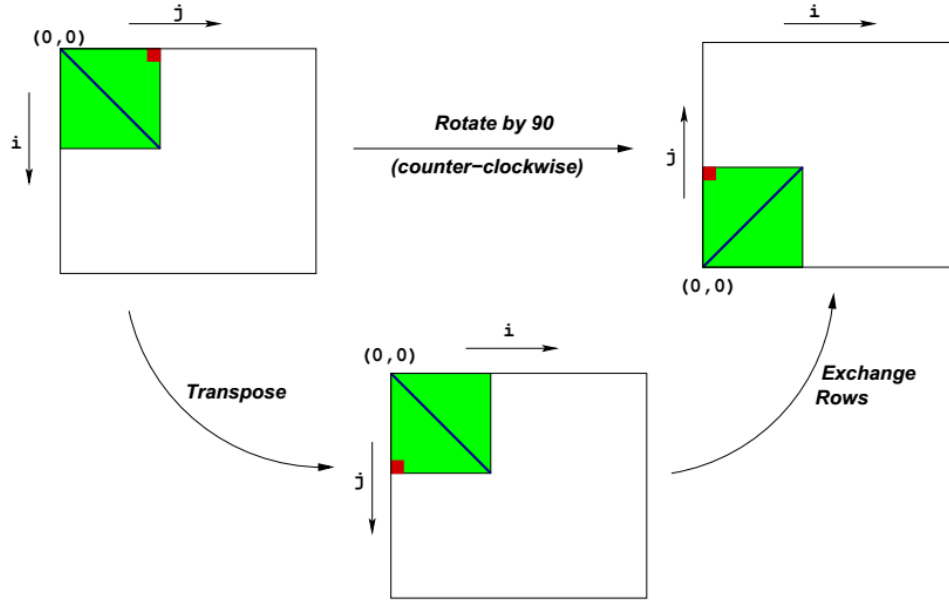 j
(0,0)
i
Rotate by 90
(counter−clockwise)
i
j
(0,0)
Transpose
(0,0)
i
j
Exchange
Rows